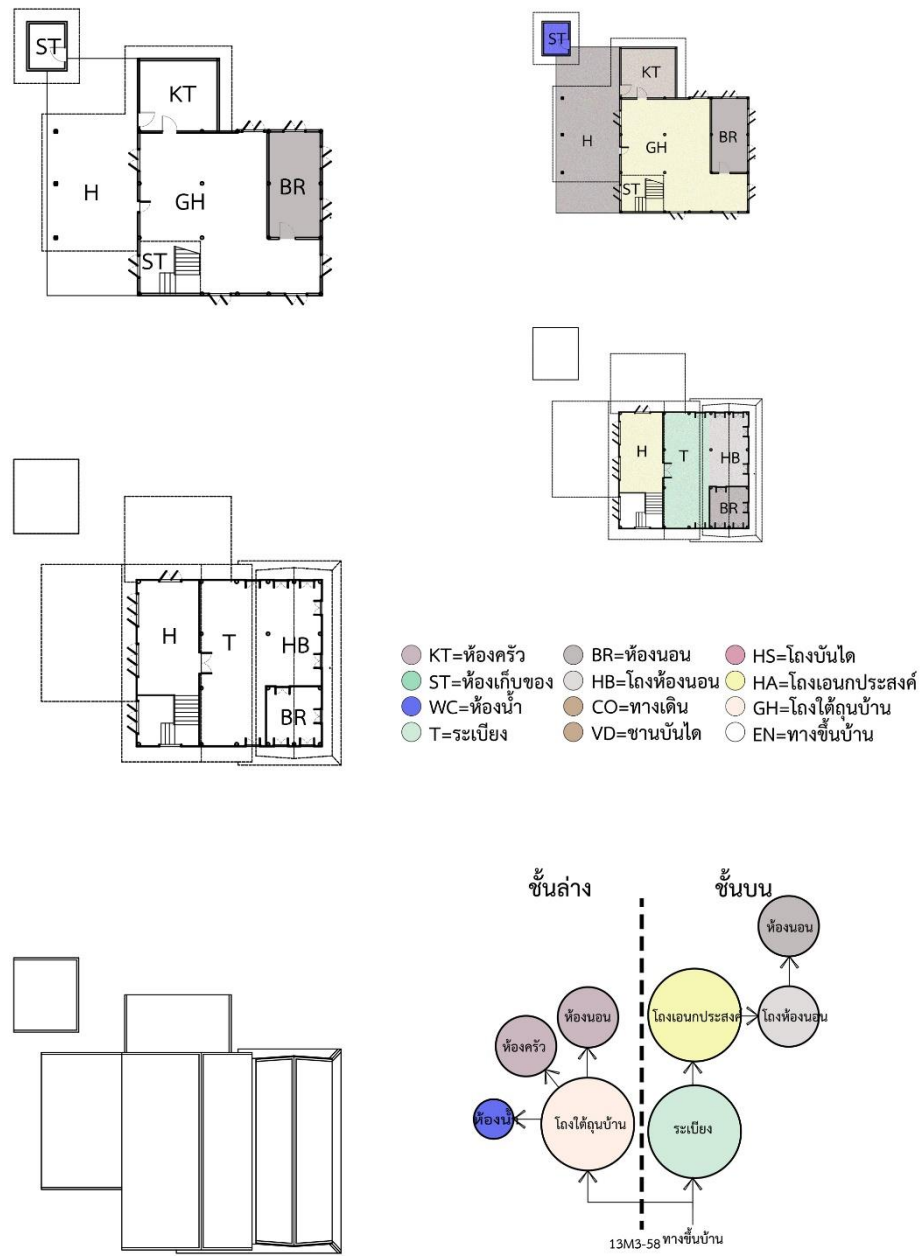 ST
KT
H
GH
BR
ST
ST
KT
H
GH
BR
ST
H
T
HB
BR
H
T
HB
BR
KT=ห้องครัว
ST=ห้องเก็บของ
WC=ห้องน้ำ
T=ระเบียง
BR=ห้องนอน
HB=โถงห้องนอน
CO=ทางเดิน
VD=ชานบันได
HS=โถงบันได
HA=โถงเอนกประสงค์
GH=โถงใต้ถุนบ้าน
EN=ทางขึ้นบ้าน
ชั้นล่าง
ชั้นบน
ห้องนอน
ห้องนอน
โถงเอนกประสงค์
โถงห้องนอน
ห้องครัว
ห้องน้ำ
โถงใต้ถุนบ้าน
ระเบียง
13M3-58
ทางขึ้นบ้าน